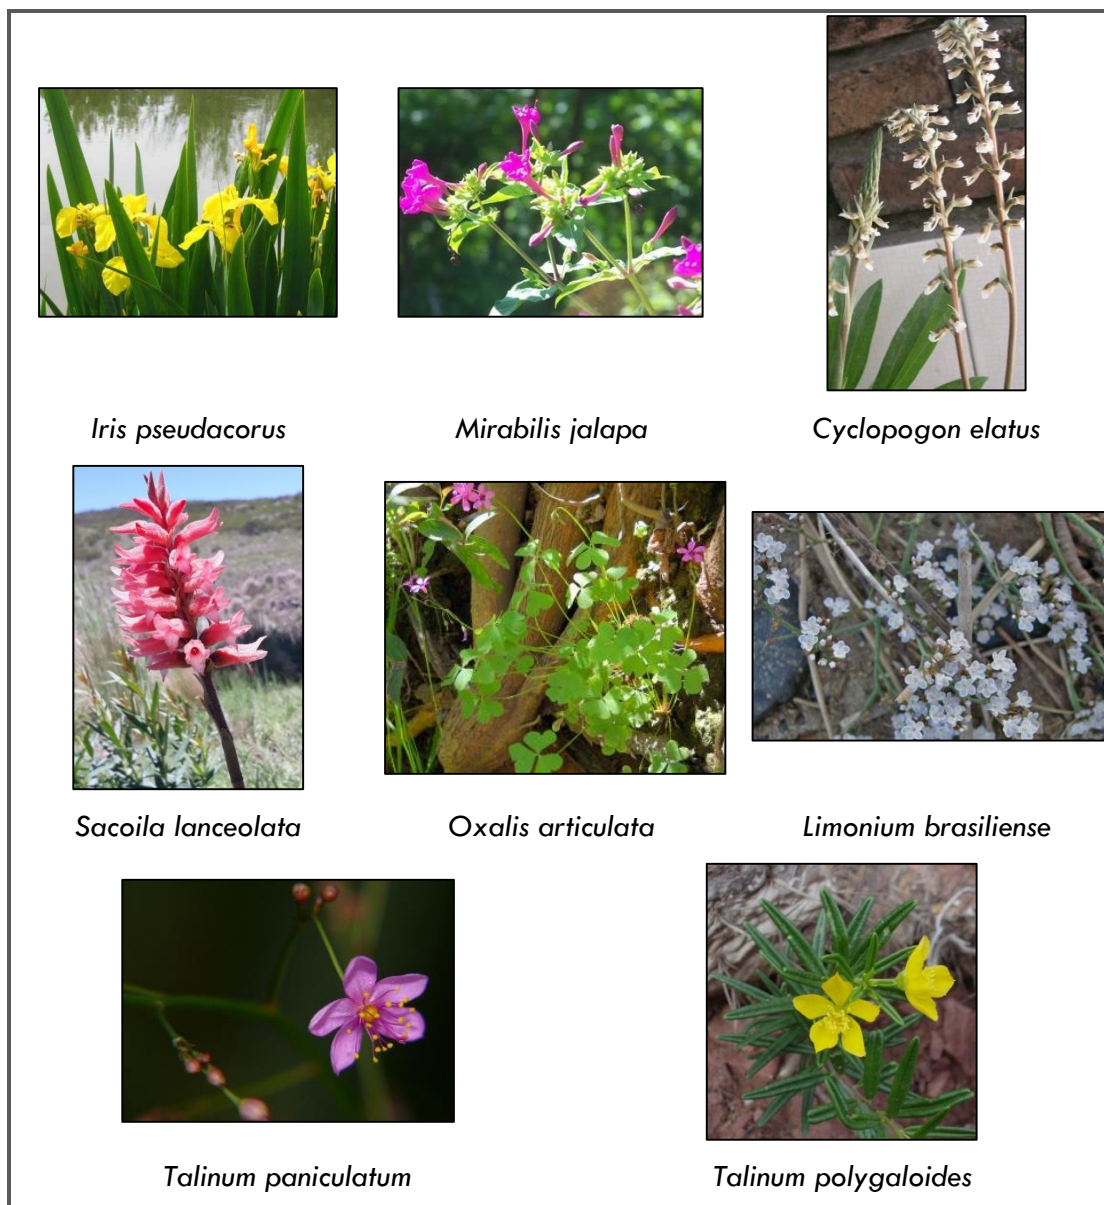 Iris pseudacorus
Mirabilis jalapa
Cyclopogon elatus
Sacoila lanceolata
Oxalis articulata
Limonium brasiliense
Talinum paniculatum
Talinum polygaloides